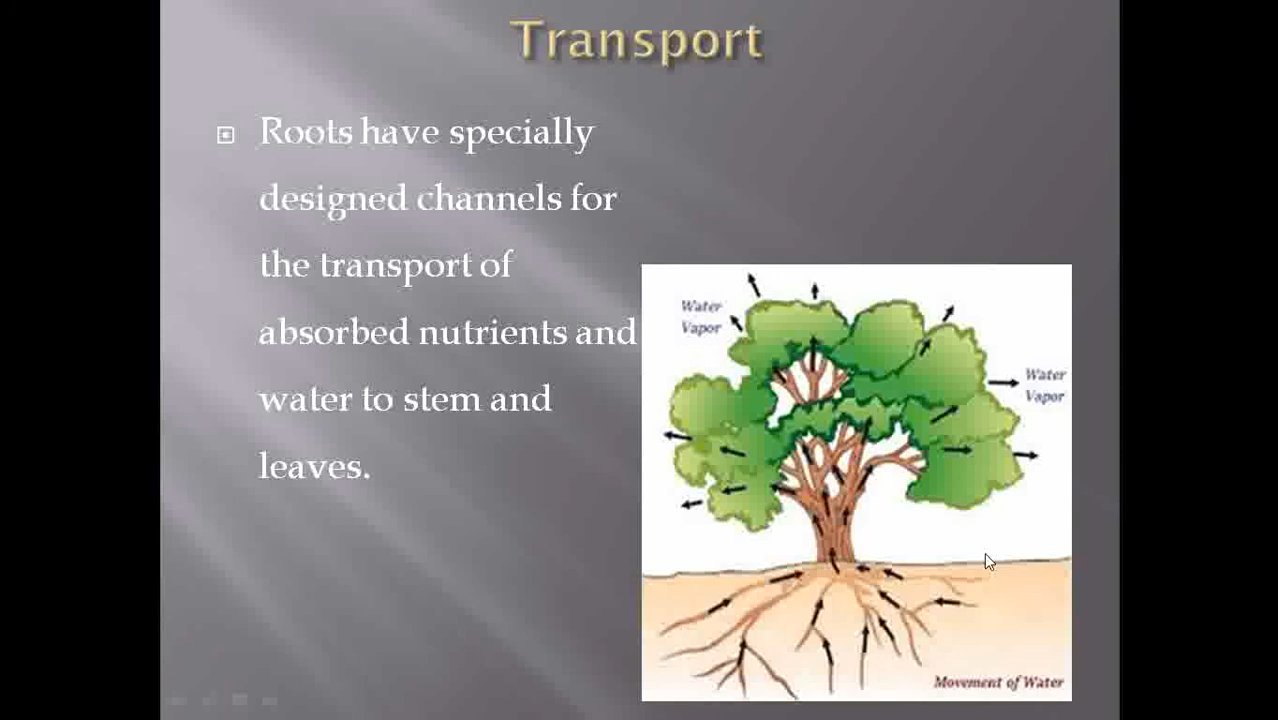 Transport
Roots have specially
designed channels for
the transport of
absorbed nutrients and
water to stem and
leaves.
Water
Vapor
Water
Vapor
Movement of Water